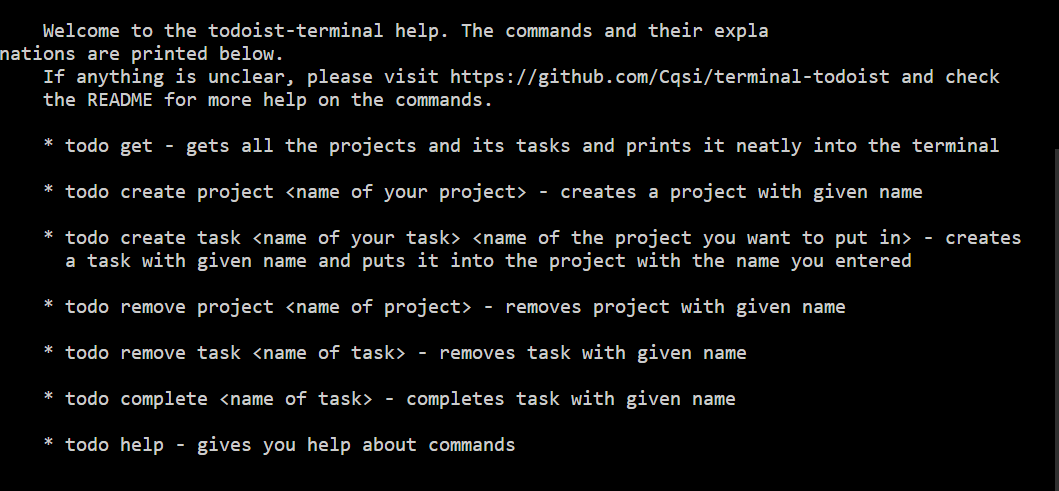 Welcome to the todoist-terminal help. The commands and their expla
nations are printed below.
If anything is unclear, please visit https://github.com/Cqsi/terminal-todoist and check
the README for more help on the commands.
* todo get - gets all the projects and its tasks and prints it neatly into the terminal
* todo create project <name of your project> - creates a project with given name
* todo create task <name of your task> <name of the project you want to put in> - creates
a task with given name and puts it into the project with the name you entered
* todo remove project <name of project> - removes project with given name
* todo remove task <name of task> - removes task with given name
* todo complete <name of task> - completes task with given name
* todo help - gives you help about commands